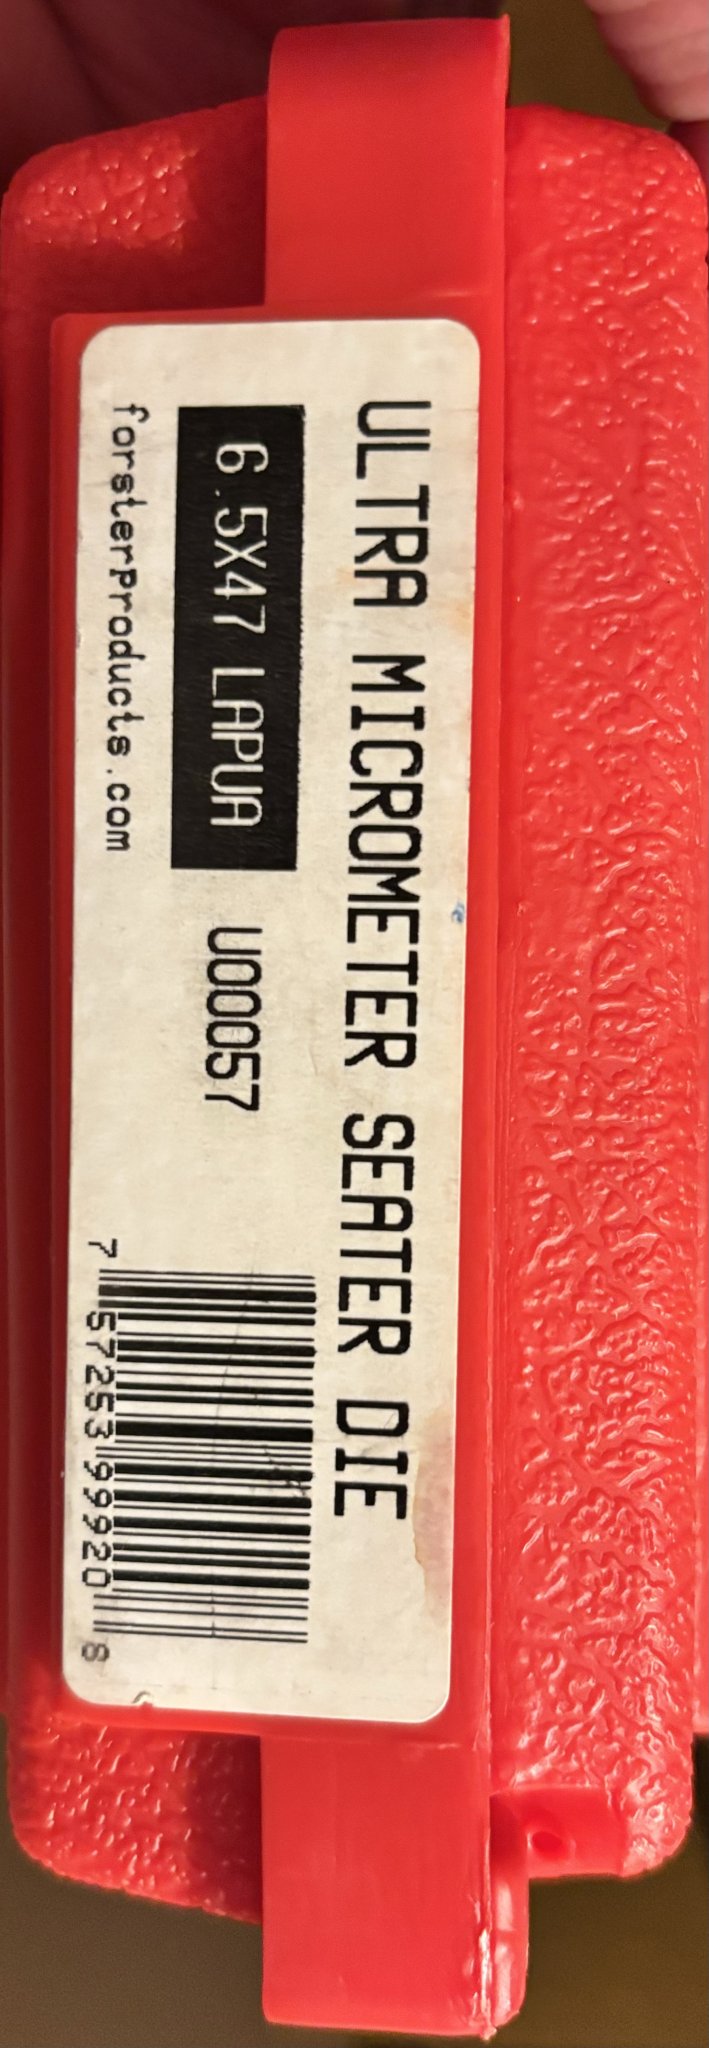 ULTRA MICROMETER SEATER DIE
6.5X47 LAPUA U00057
forsterProducts.com
7 57253 99920 8